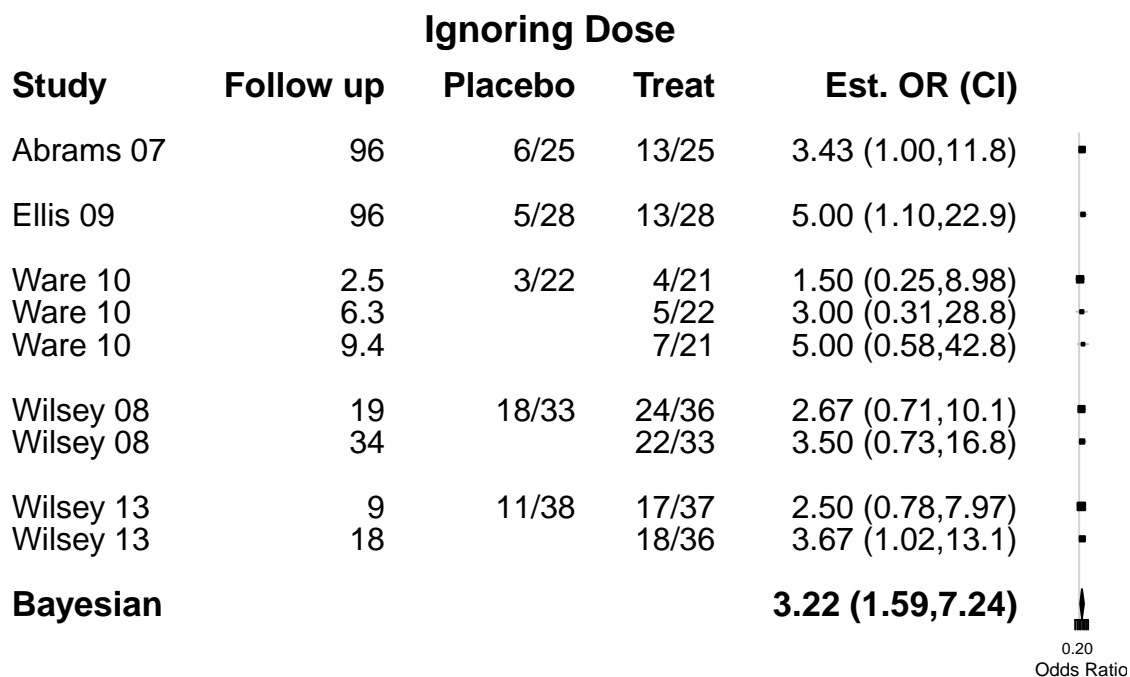 Ignoring Dose
Study Follow up Placebo Treat Est. OR (CI)
Abrams 07 96 6/25 13/25 3.43 (1.00,11.8)
Ellis 09 96 5/28 13/28 5.00 (1.10,22.9)
Ware 10 2.5 3/22 4/21 1.50 (0.25,8.98)
Ware 10 6.3 5/22 3.00 (0.31,28.8)
Ware 10 9.4 7/21 5.00 (0.58,42.8)
Wilsey 08 19 18/33 24/36 2.67 (0.71,10.1)
Wilsey 08 34 22/33 3.50 (0.73,16.8)
Wilsey 13 9 11/38 17/37 2.50 (0.78,7.97)
Wilsey 13 18 18/36 3.67 (1.02,13.1)
Bayesian 3.22 (1.59,7.24)
0.20
Odds Ratio